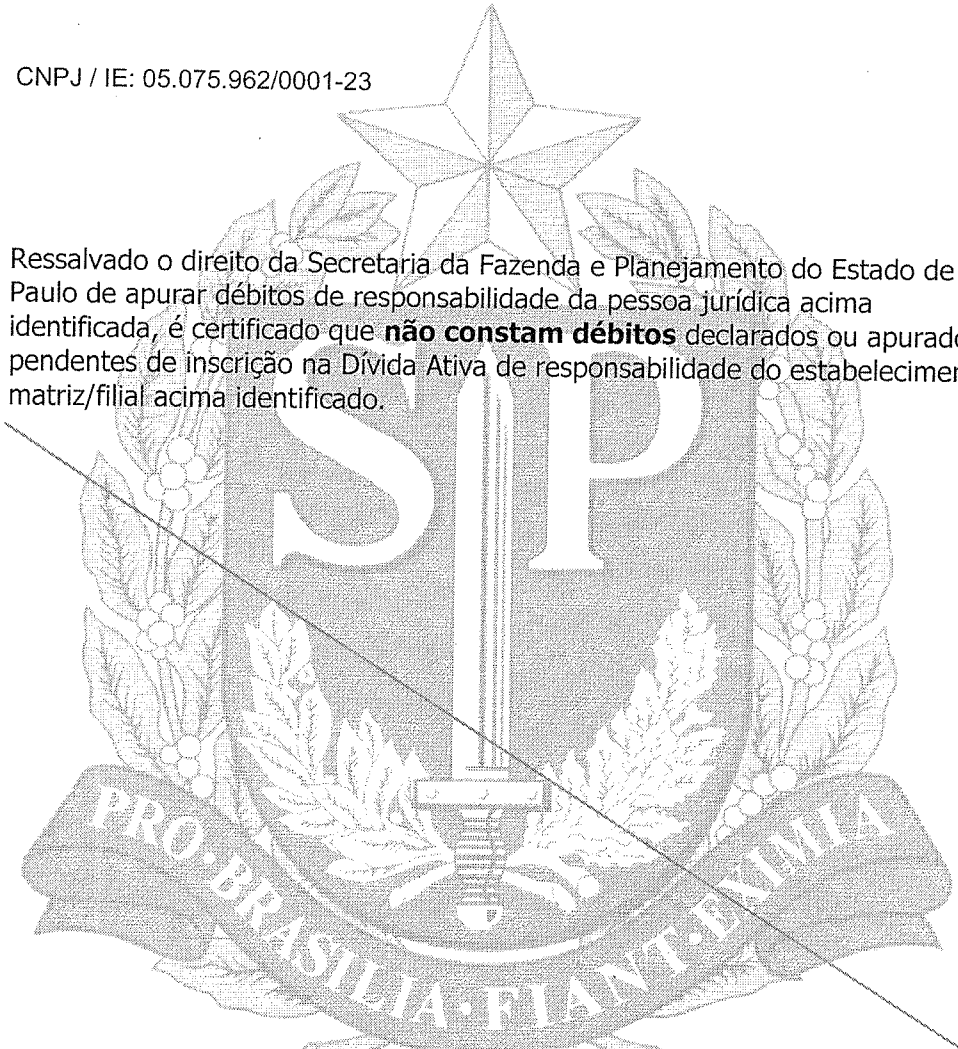 CNPJ / IE: 05.075.962/0001-23
Ressalvado o direito da Secretaria da Fazenda e Planejamento do Estado de
Paulo de apurar débitos de responsabilidade da pessoa jurídica acima
identificada, é certificado que não constam débitos declarados ou apurado
pendentes de inscrição na Dívida Ativa de responsabilidade do estabelecimen
matriz/filial acima identificado.
SP
PRO·BRASILIA·FIANT·EXIMIA